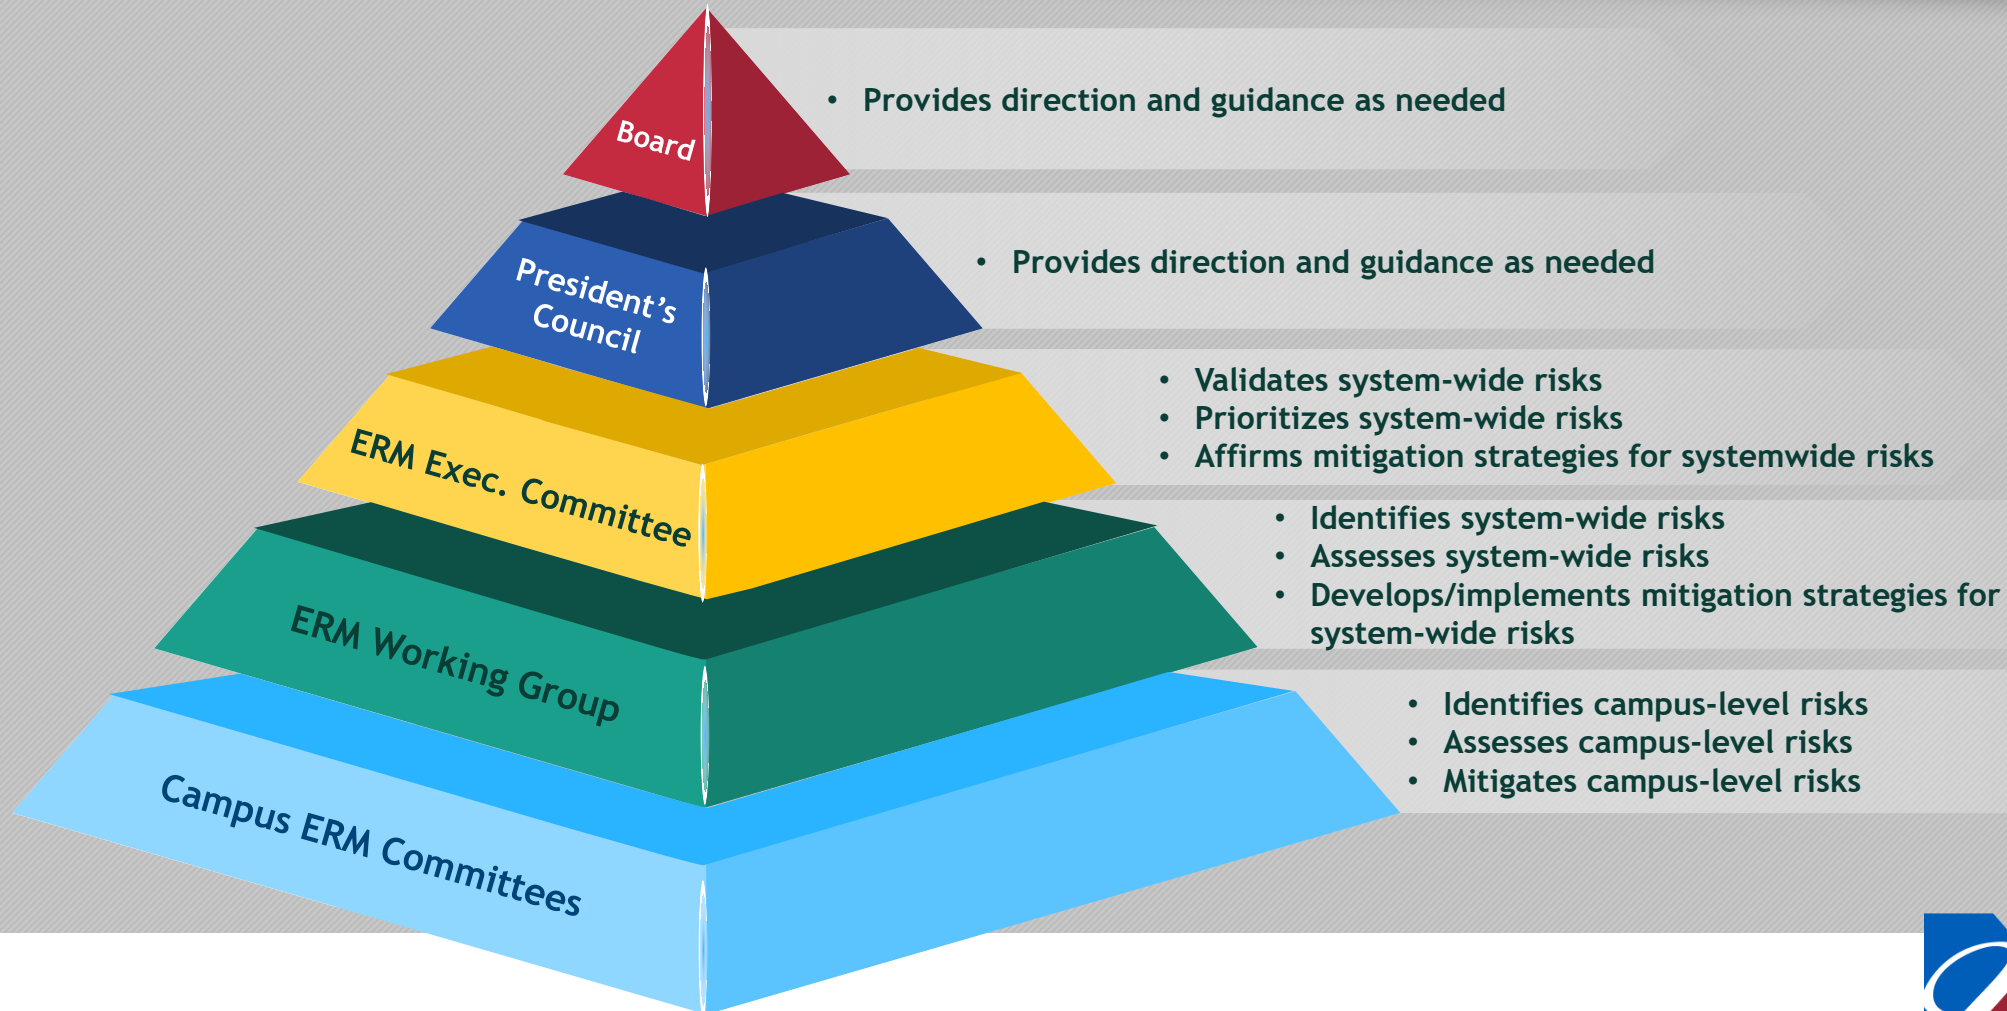 Board
• Provides direction and guidance as needed
President’s
Council
• Provides direction and guidance as needed
ERM Exec. Committee
• Validates system-wide risks
• Prioritizes system-wide risks
• Affirms mitigation strategies for systemwide risks
ERM Working Group
• Identifies system-wide risks
• Assesses system-wide risks
• Develops/implements mitigation strategies for
system-wide risks
Campus ERM Committees
• Identifies campus-level risks
• Assesses campus-level risks
• Mitigates campus-level risks